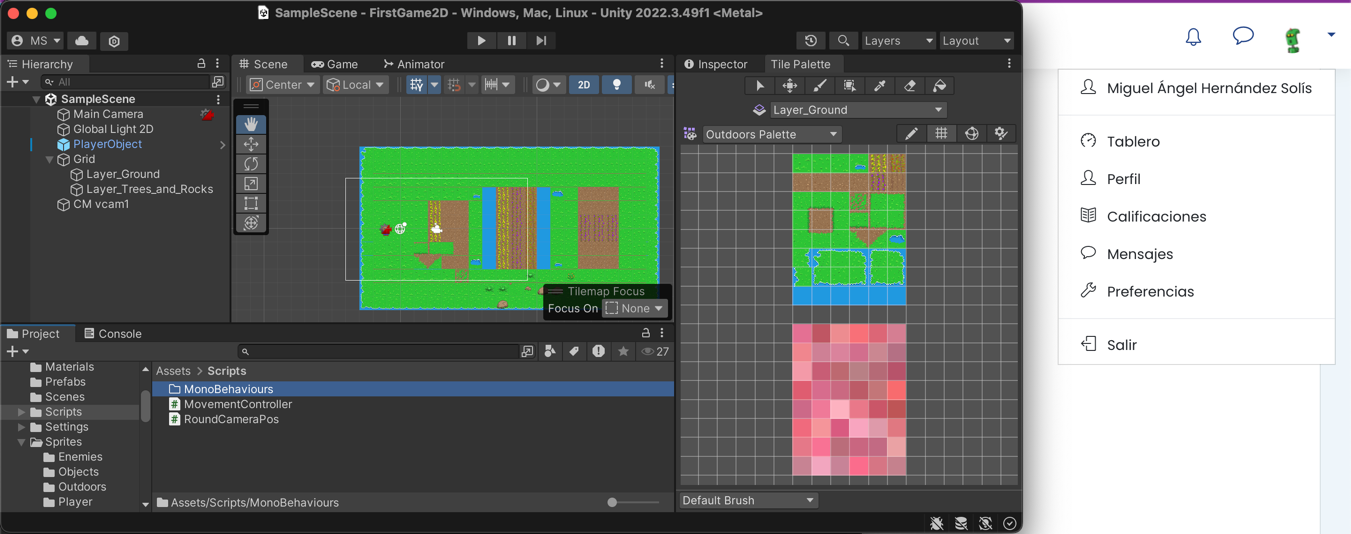 SampleScene - FirstGame2D - Windows, Mac, Linux - Unity 2022.3.49f1 <Metal>
MS
Layers
Layout
Hierarchy
All
SampleScene
Main Camera
Global Light 2D
PlayerObject
Grid
Layer_Ground
Layer_Trees_and_Rocks
CM vcam1
Scene
Game
Animator
Center
Local
2D
Tilemap Focus
Focus On
None
Inspector
Tile Palette
Layer_Ground
Outdoors Palette
Default Brush
Project
Console
27
Materials
Prefabs
Scenes
Scripts
Settings
Sprites
Enemies
Objects
Outdoors
Player
Assets > Scripts
MonoBehaviours
MovementController
RoundCameraPos
Assets/Scripts/MonoBehaviours
Miguel Ángel Hernández Solís
Tablero
Perfil
Calificaciones
Mensajes
Preferencias
Salir